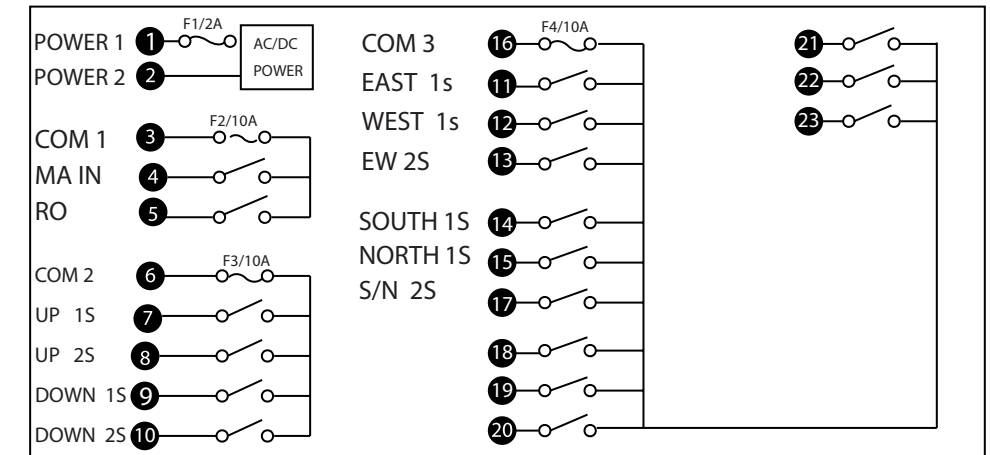 POWER 1 1 F1/2A AC/DC
POWER 2 2 POWER
COM 1 3 F2/10A
MA IN 4
RO 5
COM 2 6 F3/10A
UP 1S 7
UP 2S 8
DOWN 1S 9
DOWN 2S 10
COM 3 16 F4/10A
EAST 1s 11
WEST 1s 12
EW 2S 13
SOUTH 1S 14
NORTH 1S 15
S/N 2S 17
18
19
20
21
22
23